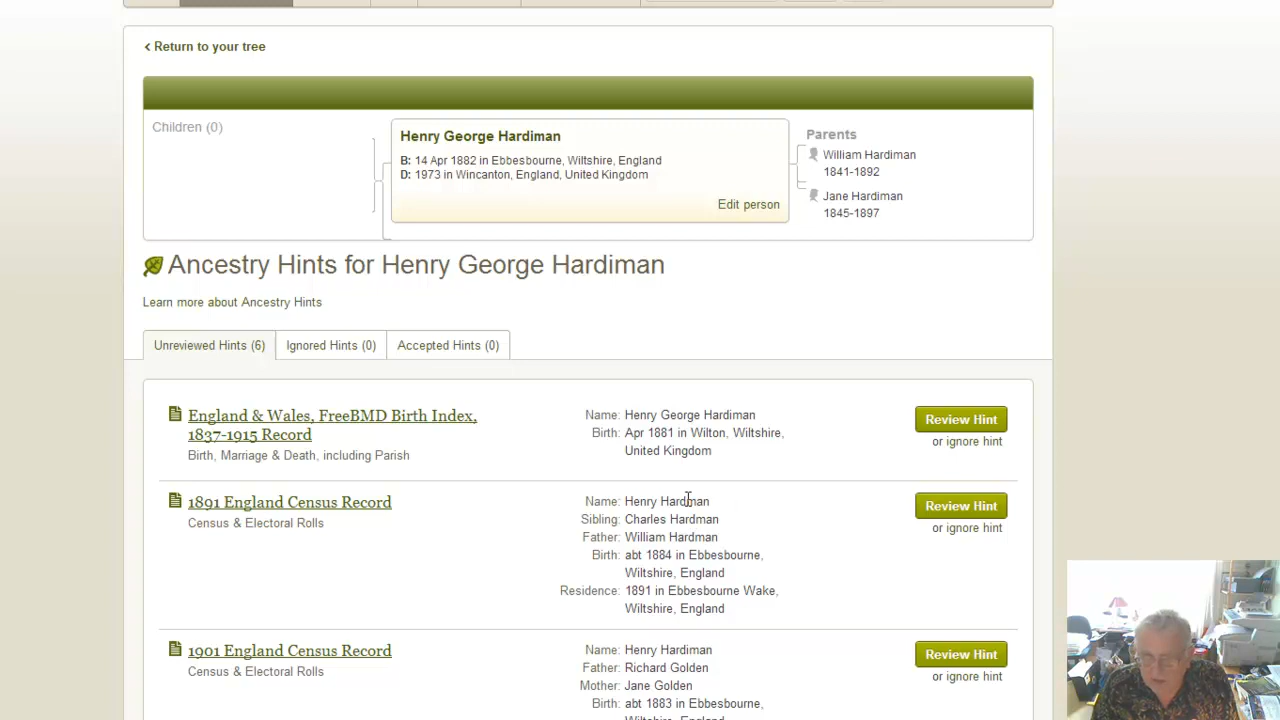 Return to your tree
Children (0)
Henry George Hardiman
B: 14 Apr 1882 in Ebbesbourne, Wiltshire, England
D: 1973 in Wincanton, England, United Kingdom
Edit person
Parents
William Hardiman
1841-1892
Jane Hardiman
1845-1897
Ancestry Hints for Henry George Hardiman
Learn more about Ancestry Hints
Unreviewed Hints (6)
Ignored Hints (0)
Accepted Hints (0)
England & Wales, FreeBMD Birth Index,
1837-1915 Record
Birth, Marriage & Death, including Parish
Name: Henry George Hardiman
Birth: Apr 1881 in Wilton, Wiltshire,
United Kingdom
Review Hint
or ignore hint
1891 England Census Record
Census & Electoral Rolls
Name: Henry Hardman
Sibling: Charles Hardman
Father: William Hardman
Birth: abt 1884 in Ebbesbourne,
Wiltshire, England
Residence: 1891 in Ebbesbourne Wake,
Wiltshire, England
Review Hint
or ignore hint
1901 England Census Record
Census & Electoral Rolls
Name: Henry Hardiman
Father: Richard Golden
Mother: Jane Golden
Birth: abt 1883 in Ebbesbourne,
Wiltshire, England
Review Hint
or ignore hint